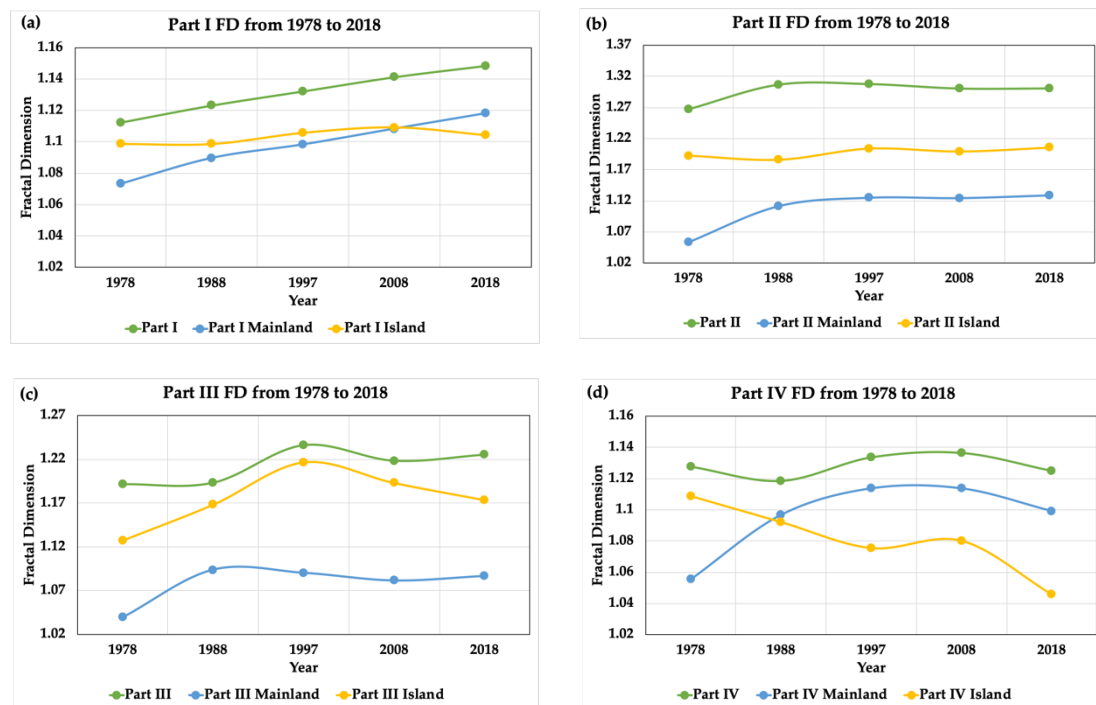 (a)
Part I FD from 1978 to 2018
1.16
1.14
1.12
1.1
1.08
1.06
1.04
1.02
Fractal Dimension
1978 1988 1997 2008 2018
Year
Part I Part I Mainland Part I Island
(b)
Part II FD from 1978 to 2018
1.37
1.32
1.27
1.22
1.17
1.12
1.07
1.02
Fractal Dimension
1978 1988 1997 2008 2018
Year
Part II Part II Mainland Part II Island
(c)
Part III FD from 1978 to 2018
1.27
1.22
1.17
1.12
1.07
1.02
Fractal Dimension
1978 1988 1997 2008 2018
Year
Part III Part III Mainland Part III Island
(d)
Part IV FD from 1978 to 2018
1.16
1.14
1.12
1.1
1.08
1.06
1.04
1.02
Fractal Dimension
1978 1988 1997 2008 2018
Year
Part IV Part IV Mainland Part IV Island